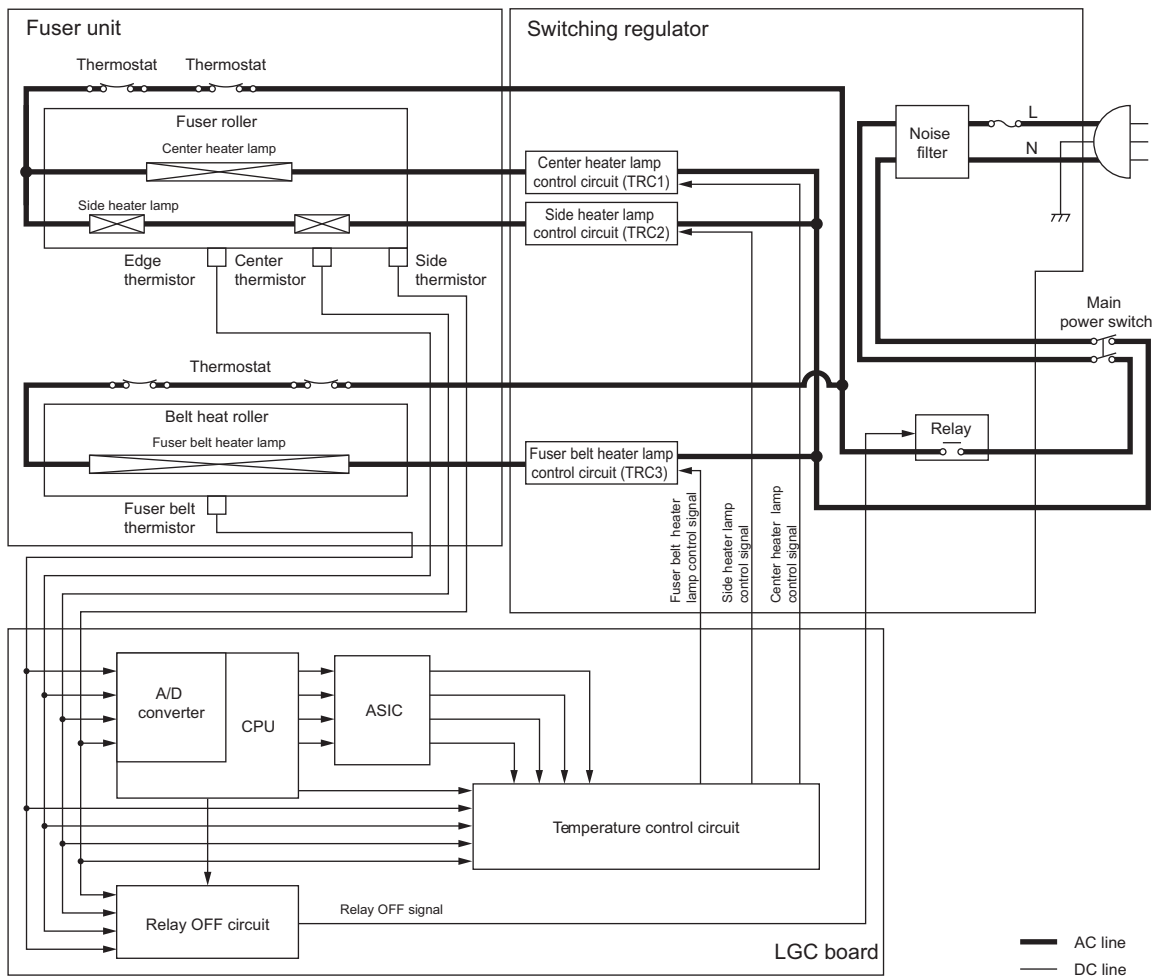 Fuser unit
Switching regulator
Thermostat
Thermostat
Fuser roller
Center heater lamp
Side heater lamp
Edge
thermistor
Center
thermistor
Side
thermistor
Center heater lamp
control circuit (TRC1)
Side heater lamp
control circuit (TRC2)
Noise
filter
L
N
Main
power switch
Thermostat
Belt heat roller
Fuser belt heater lamp
Fuser belt
thermistor
Fuser belt heater lamp
control circuit (TRC3)
Relay
Fuser belt heater
lamp control signal
Side heater lamp
control signal
Center heater lamp
control signal
A/D
converter
CPU
ASIC
Temperature control circuit
Relay OFF circuit
Relay OFF signal
LGC board
AC line
DC line